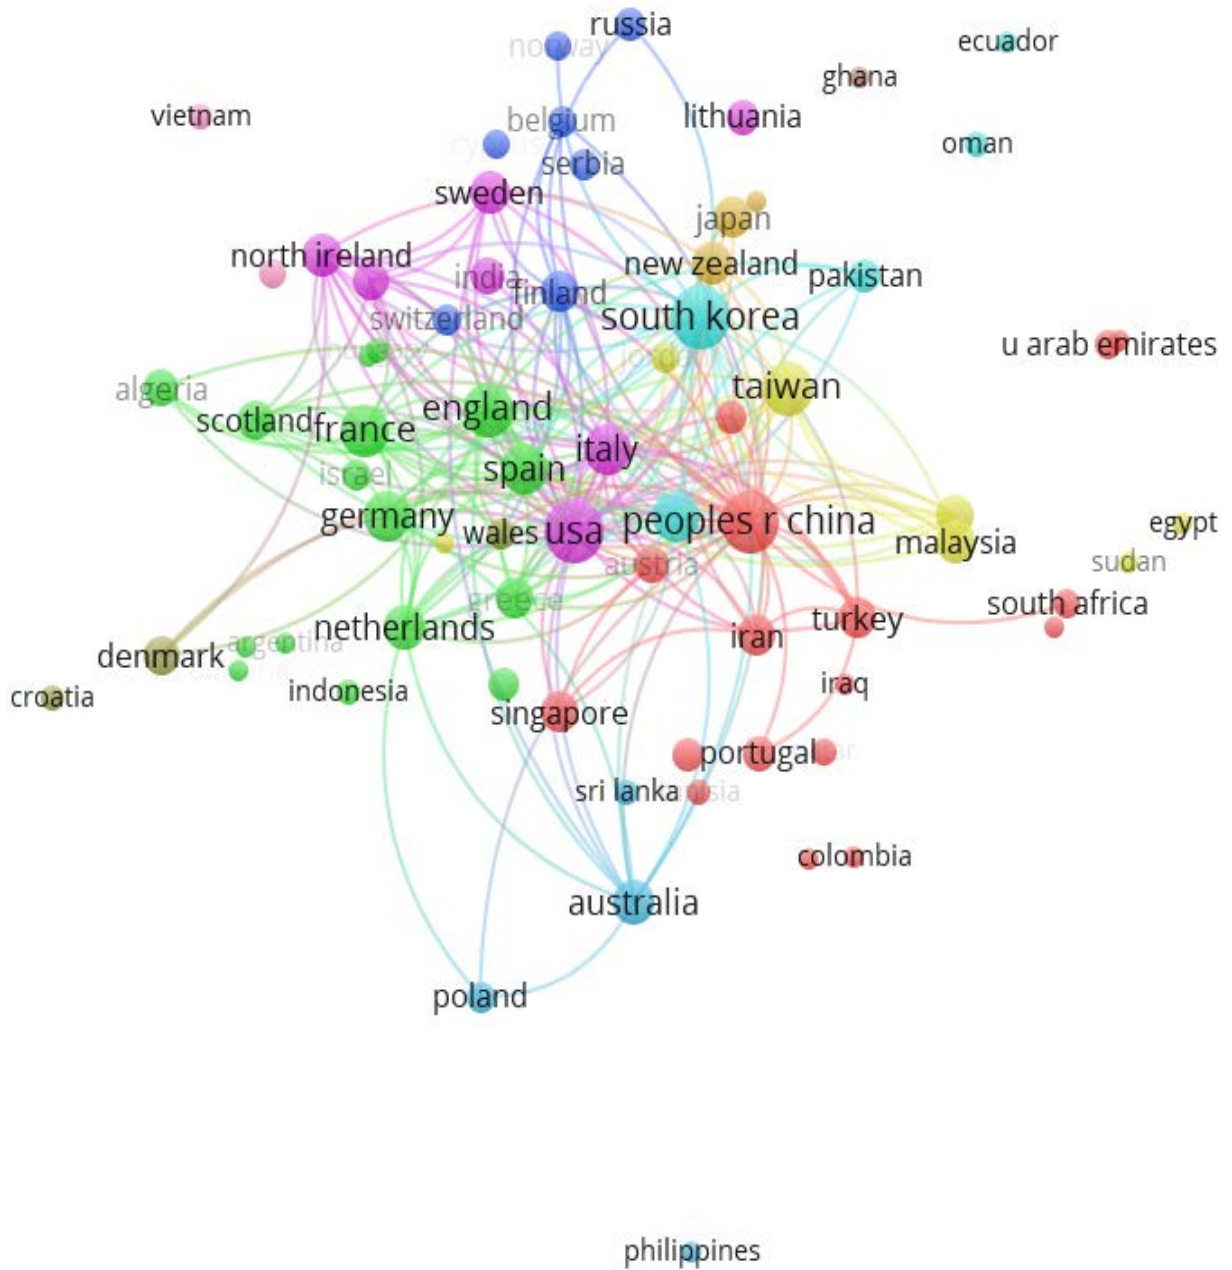 russia
norway
ecuador
ghana
vietnam
lithuania
belgium
oman
cyprus
serbia
sweden
japan
north ireland
new zealand
pakistan
india
finland
switzerland
south korea
u arab emirates
jordan
taiwan
algeria
england
scotland
france
italy
spain
israel
germany
wales
usa
peoples r china
malaysia
egypt
sudan
austria
greece
south africa
netherlands
iran
turkey
argentina
denmark
croatia
indonesia
iraq
singapore
portugal
sri lanka
tunisia
colombia
australia
poland
philippines